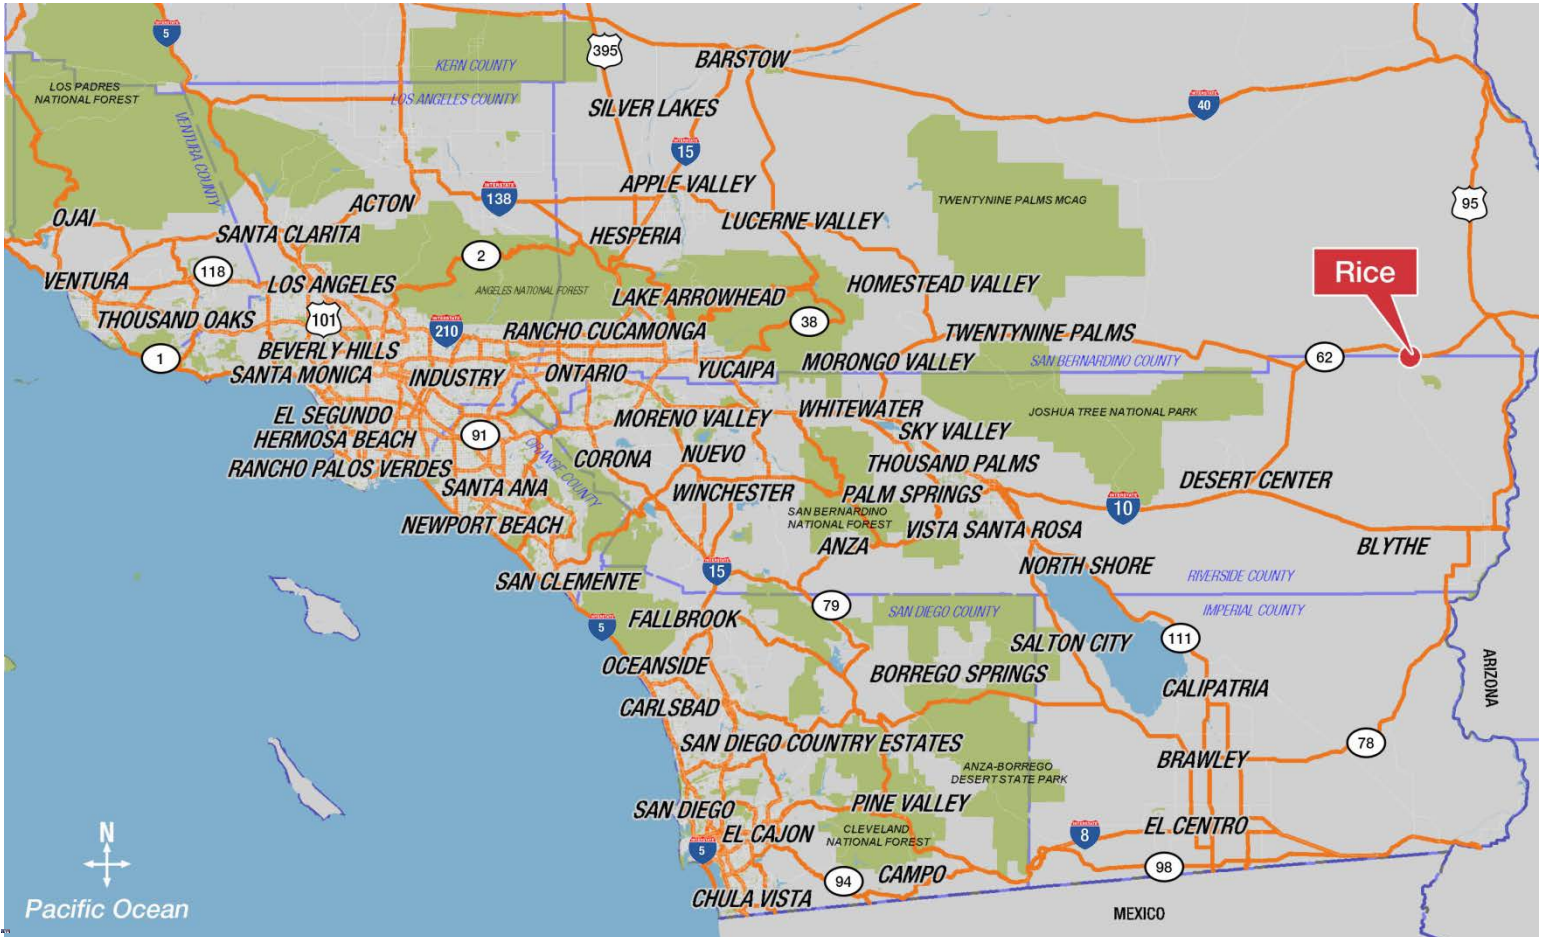 5
395
BARSTOW
KERN COUNTY
LOS PADRES
NATIONAL FOREST
LOS ANGELES COUNTY
SILVER LAKES
INTERSTATE
40
VENTURA COUNTY
15
APPLE VALLEY
INTERSTATE
138
ACTON
TWENTYNINE PALMS MCAG
95
OJAI
SANTA CLARITA
HESPERIA
LUCERNE VALLEY
2
118
VENTURA
LOS ANGELES
ANGELES NATIONAL FOREST
LAKE ARROWHEAD
HOMESTEAD VALLEY
Rice
THOUSAND OAKS
101
INTERSTATE
210
RANCHO CUCAMONGA
38
TWENTYNINE PALMS
1
BEVERLY HILLS
SANTA MONICA
INDUSTRY
ONTARIO
YUCAIPA
MORONGO VALLEY
SAN BERNARDINO COUNTY
62
EL SEGUNDO
MORENO VALLEY
WHITEWATER
JOSHUA TREE NATIONAL PARK
HERMOSA BEACH
91
SKY VALLEY
RANCHO PALOS VERDES
ORANGE COUNTY
CORONA
NUEVO
THOUSAND PALMS
SANTA ANA
WINCHESTER
PALM SPRINGS
DESERT CENTER
INTERSTATE
10
NEWPORT BEACH
SAN BERNARDINO
NATIONAL FOREST
VISTA SANTA ROSA
ANZA
BLYTHE
SAN CLEMENTE
15
NORTH SHORE
RIVERSIDE COUNTY
5
FALLBROOK
79
SAN DIEGO COUNTY
IMPERIAL COUNTY
SALTON CITY
111
OCEANSIDE
BORREGO SPRINGS
CALIPATRIA
ARIZONA
CARLSBAD
SAN DIEGO COUNTRY ESTATES
78
BRAWLEY
ANZA-BORREGO
DESERT STATE PARK
SAN DIEGO
PINE VALLEY
N
EL CAJON
CLEVELAND
NATIONAL FOREST
8
EL CENTRO
5
98
94
CAMPO
CHULA VISTA
Pacific Ocean
MEXICO